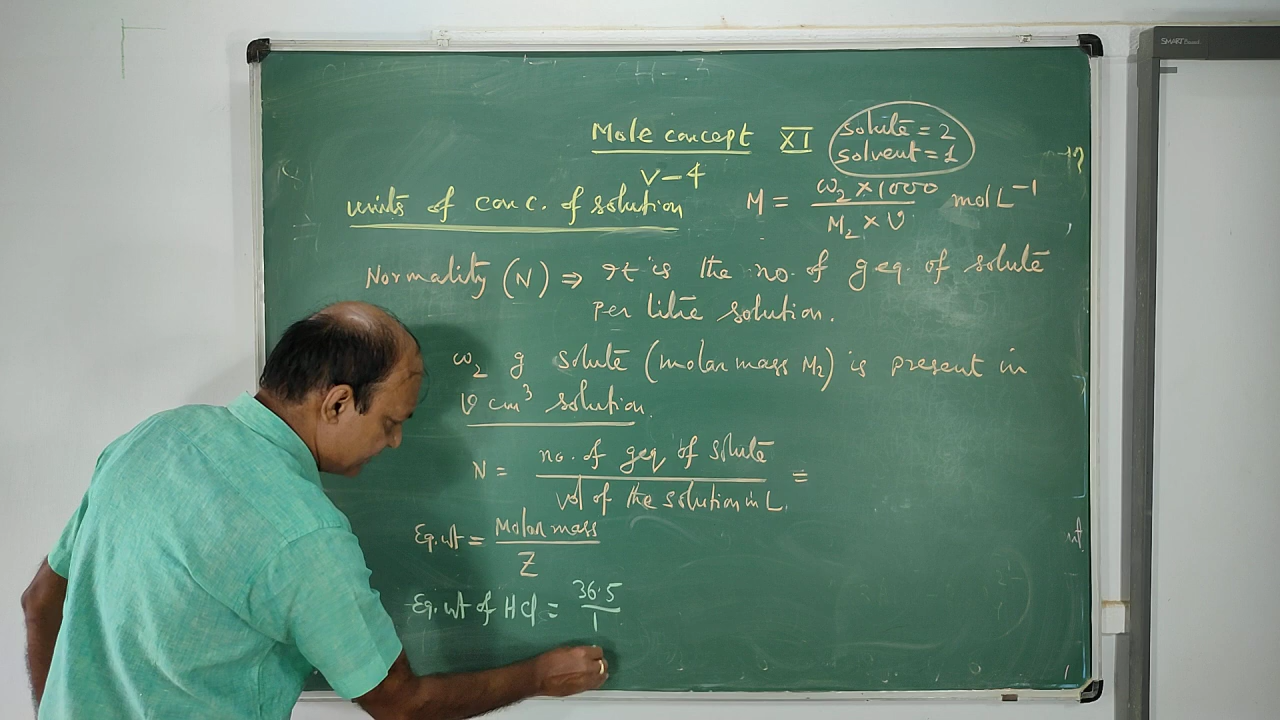 Mole concept XI
solute = 2
solvent = 1
V-4
units of conc. of solution
M = w₂ × 1000 / M₂ × V mol L⁻¹
Normality (N) ⇒ It is the no. of g eq. of solute
per litre solution.
w₂ g solute (molar mass M₂) is present in
V cm³ solution.
N = no. of geq of solute / vol of the solution in L. =
Eq. wt = Molar mass / Z
Eq. wt of HCl = 36.5 / 1
SMART Board